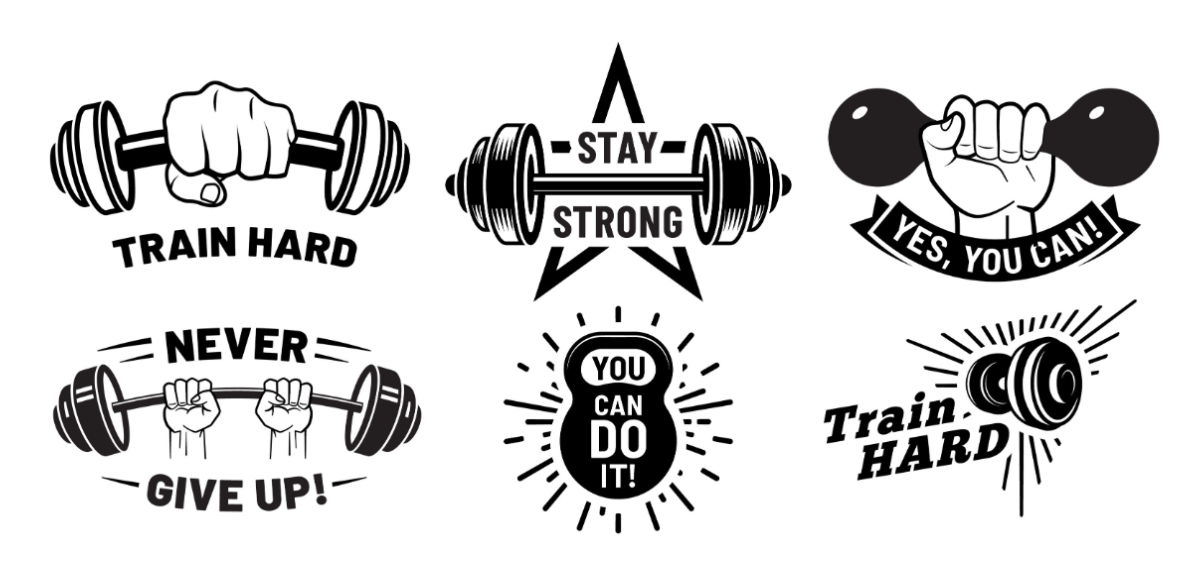 TRAIN HARD
STAY
STRONG
YES, YOU CAN!
NEVER
GIVE UP!
YOU
CAN
DO
IT!
Train
HARD